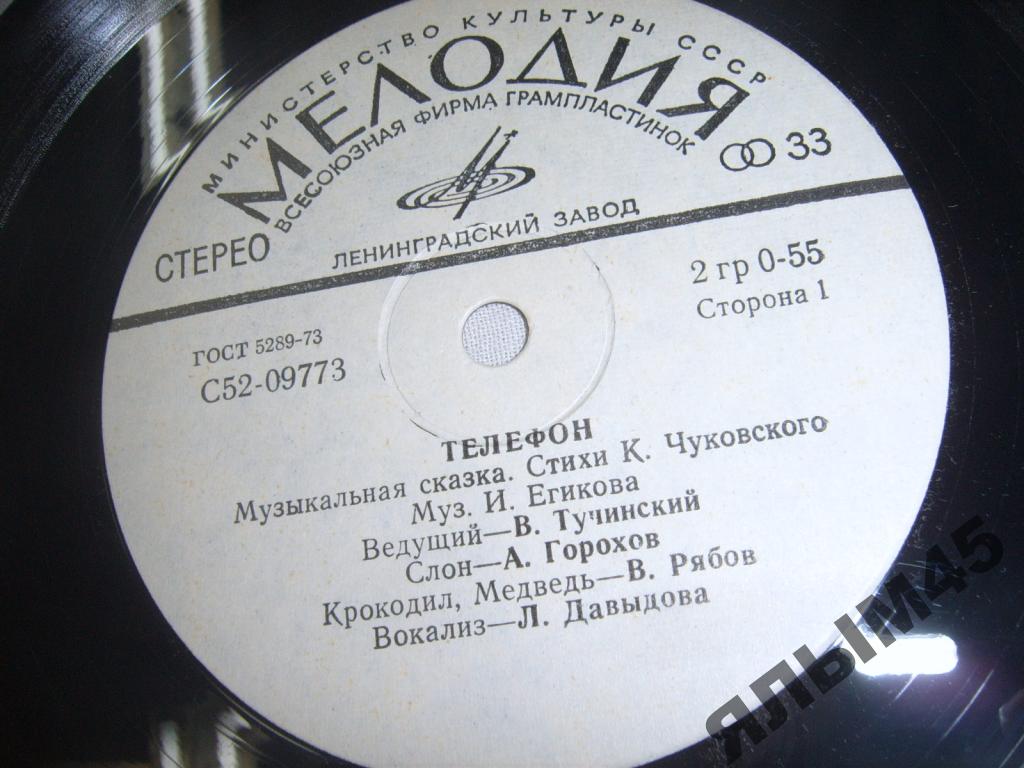 МИНИСТЕРСТВО КУЛЬТУРЫ СССР
МЕЛОДИЯ
ВСЕСОЮЗНАЯ ФИРМА ГРАМПЛАСТИНОК
33
СТЕРЕО
ЛЕНИНГРАДСКИЙ ЗАВОД
2 гр 0-55
Сторона 1
ГОСТ 5289-73
С52-09773
ТЕЛЕФОН
Музыкальная сказка. Стихи К. Чуковского
Муз. И. Егикова
Ведущий—В. Тучинский
Слон—А. Горохов
Крокодил, Медведь—В. Рябов
Вокализ—Л. Давыдова
ЯЛЫМ45